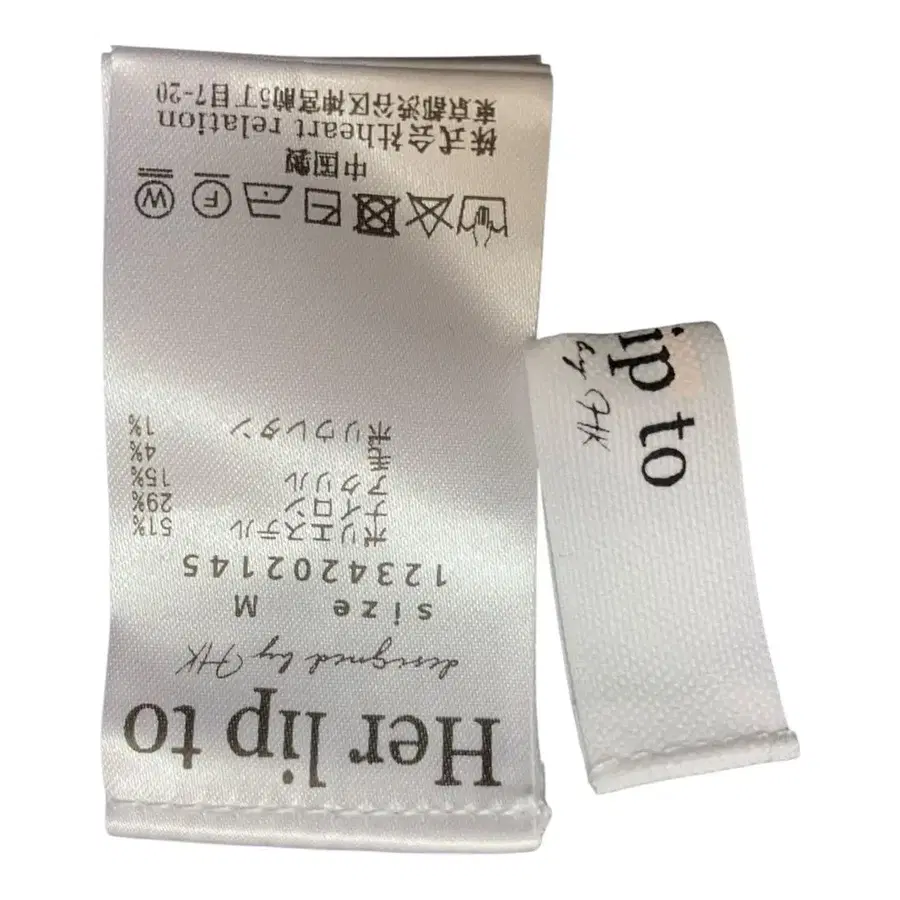 Her lip to
designed by HK
size M
1234202145
ポリエステル 51%
ナイロン 29%
アクリル 15%
毛 4%
ポリウレタン 1%
W F
中国製
株式会社heart relation
東京都渋谷区神宮前5丁目7-20
lip to
by HK